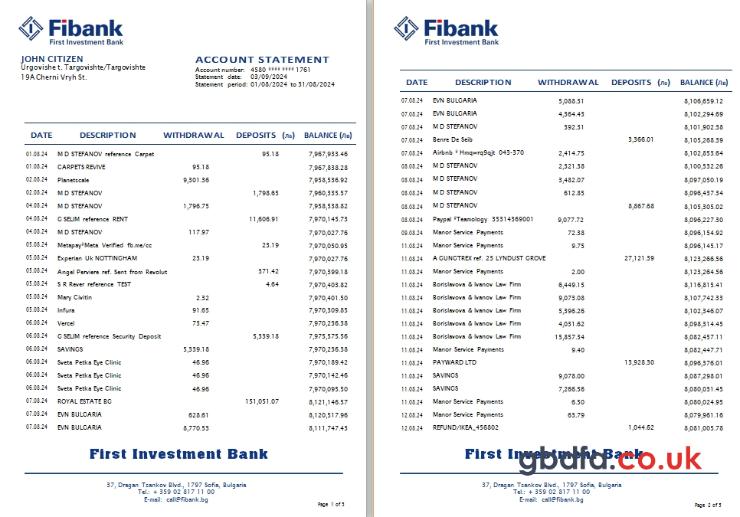 Fibank
First Investment Bank
JOHN CITIZEN
Urgovishe t. Targovishte/Targovishte
19A Cherni Vryh St.
ACCOUNT STATEMENT
Account number: 4580 **** **** 1761
Statement date: 03/09/2024
Statement period: 01/08/2024 to 31/08/2024
DATE DESCRIPTION WITHDRAWAL DEPOSITS (Лв) BALANCE (Лв)
01.08.24 M D STEFANOV reference Carpet 95.18 7,967,933.46
01.08.24 CARPETS REVIVE 95.18 7,967,838.28
02.08.24 Planetscale 9,501.36 7,958,336.92
02.08.24 M D STEFANOV 1,798.65 7,960,335.57
04.08.24 M D STEFANOV 1,796.75 7,958,538.82
04.08.24 G SELIM reference RENT 11,606.91 7,970,145.73
04.08.24 M D STEFANOV 117.97 7,970,027.76
05.08.24 Metapay*Meta Verified fb.me/cc 23.19 7,970,050.95
05.08.24 Experian Uk NOTTINGHAM 23.19 7,970,027.76
05.08.24 Angel Perviere ref. Sent from Revolut 371.42 7,970,399.18
05.08.24 S R Rever reference TEST 4.64 7,970,403.82
05.08.24 Mary Civitin 2.32 7,970,401.50
05.08.24 Infura 91.65 7,970,309.85
05.08.24 Vercel 73.47 7,970,236.38
06.08.24 G SELIM reference Security Deposit 5,339.18 7,975,575.56
06.08.24 SAVINGS 5,339.18 7,970,236.38
06.08.24 Sveta Petka Eye Clinic 46.96 7,970,189.42
06.08.24 Sveta Petka Eye Clinic 46.96 7,970,142.46
06.08.24 Sveta Petka Eye Clinic 46.96 7,970,095.50
07.08.24 ROYAL ESTATE BG 151,051.07 8,121,146.57
07.08.24 EVN BULGARIA 628.61 8,120,517.96
07.08.24 EVN BULGARIA 8,770.53 8,111,747.43
First Investment Bank
37, Dragan Tzankov Blvd., 1797 Sofia, Bulgaria
Tel.: + 359 02 817 11 00
E-mail: call@fibank.bg
Page 1 of 5
Fibank
First Investment Bank
DATE DESCRIPTION WITHDRAWAL DEPOSITS (Лв) BALANCE (Лв)
07.08.24 EVN BULGARIA 5,088.31 8,106,659.12
07.08.24 EVN BULGARIA 4,364.43 8,102,294.69
07.08.24 M D STEFANOV 392.31 8,101,902.38
07.08.24 Benre De Seib 3,366.01 8,105,268.39
07.08.24 Airbnb * Hmqwrq9qjt 043-370 2,414.75 8,102,853.64
08.08.24 M D STEFANOV 2,321.38 8,100,532.26
08.08.24 M D STEFANOV 3,482.07 8,097,050.19
08.08.24 M D STEFANOV 612.85 8,096,437.34
08.08.24 M D STEFANOV 8,867.68 8,105,305.02
08.08.24 Paypal *Teamology 35314369001 9,077.72 8,096,227.30
09.08.24 Manor Service Payments 72.38 8,096,154.92
11.08.24 Manor Service Payments 9.75 8,096,145.17
11.08.24 A GUNGTREX ref. 25 LYNDUST GROVE 27,121.39 8,123,266.56
11.08.24 Manor Service Payments 2.00 8,123,264.56
11.08.24 Borislavova & Ivanov Law Firm 6,449.15 8,116,815.41
11.08.24 Borislavova & Ivanov Law Firm 9,073.08 8,107,742.33
11.08.24 Borislavova & Ivanov Law Firm 5,396.26 8,102,346.07
11.08.24 Borislavova & Ivanov Law Firm 4,031.62 8,098,314.45
11.08.24 Borislavova & Ivanov Law Firm 15,857.34 8,082,457.11
11.08.24 Manor Service Payments 9.40 8,082,447.71
11.08.24 PAYWARD LTD 13,928.30 8,096,376.01
11.08.24 SAVINGS 9,078.00 8,087,298.01
11.08.24 SAVINGS 7,266.56 8,080,031.45
11.08.24 Manor Service Payments 6.50 8,080,024.95
12.08.24 Manor Service Payments 63.79 8,079,961.16
12.08.24 REFUND/IKEA_456802 1,044.62 8,081,005.78
First Investment Bank
gbdfd.co.uk
37, Dragan Tzankov Blvd., 1797 Sofia, Bulgaria
Tel.: + 359 02 817 11 00
E-mail: call@fibank.bg
Page 2 of 5